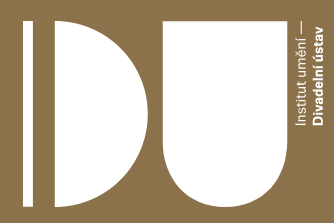 IDU
Institut umění —
Divadelní ústav